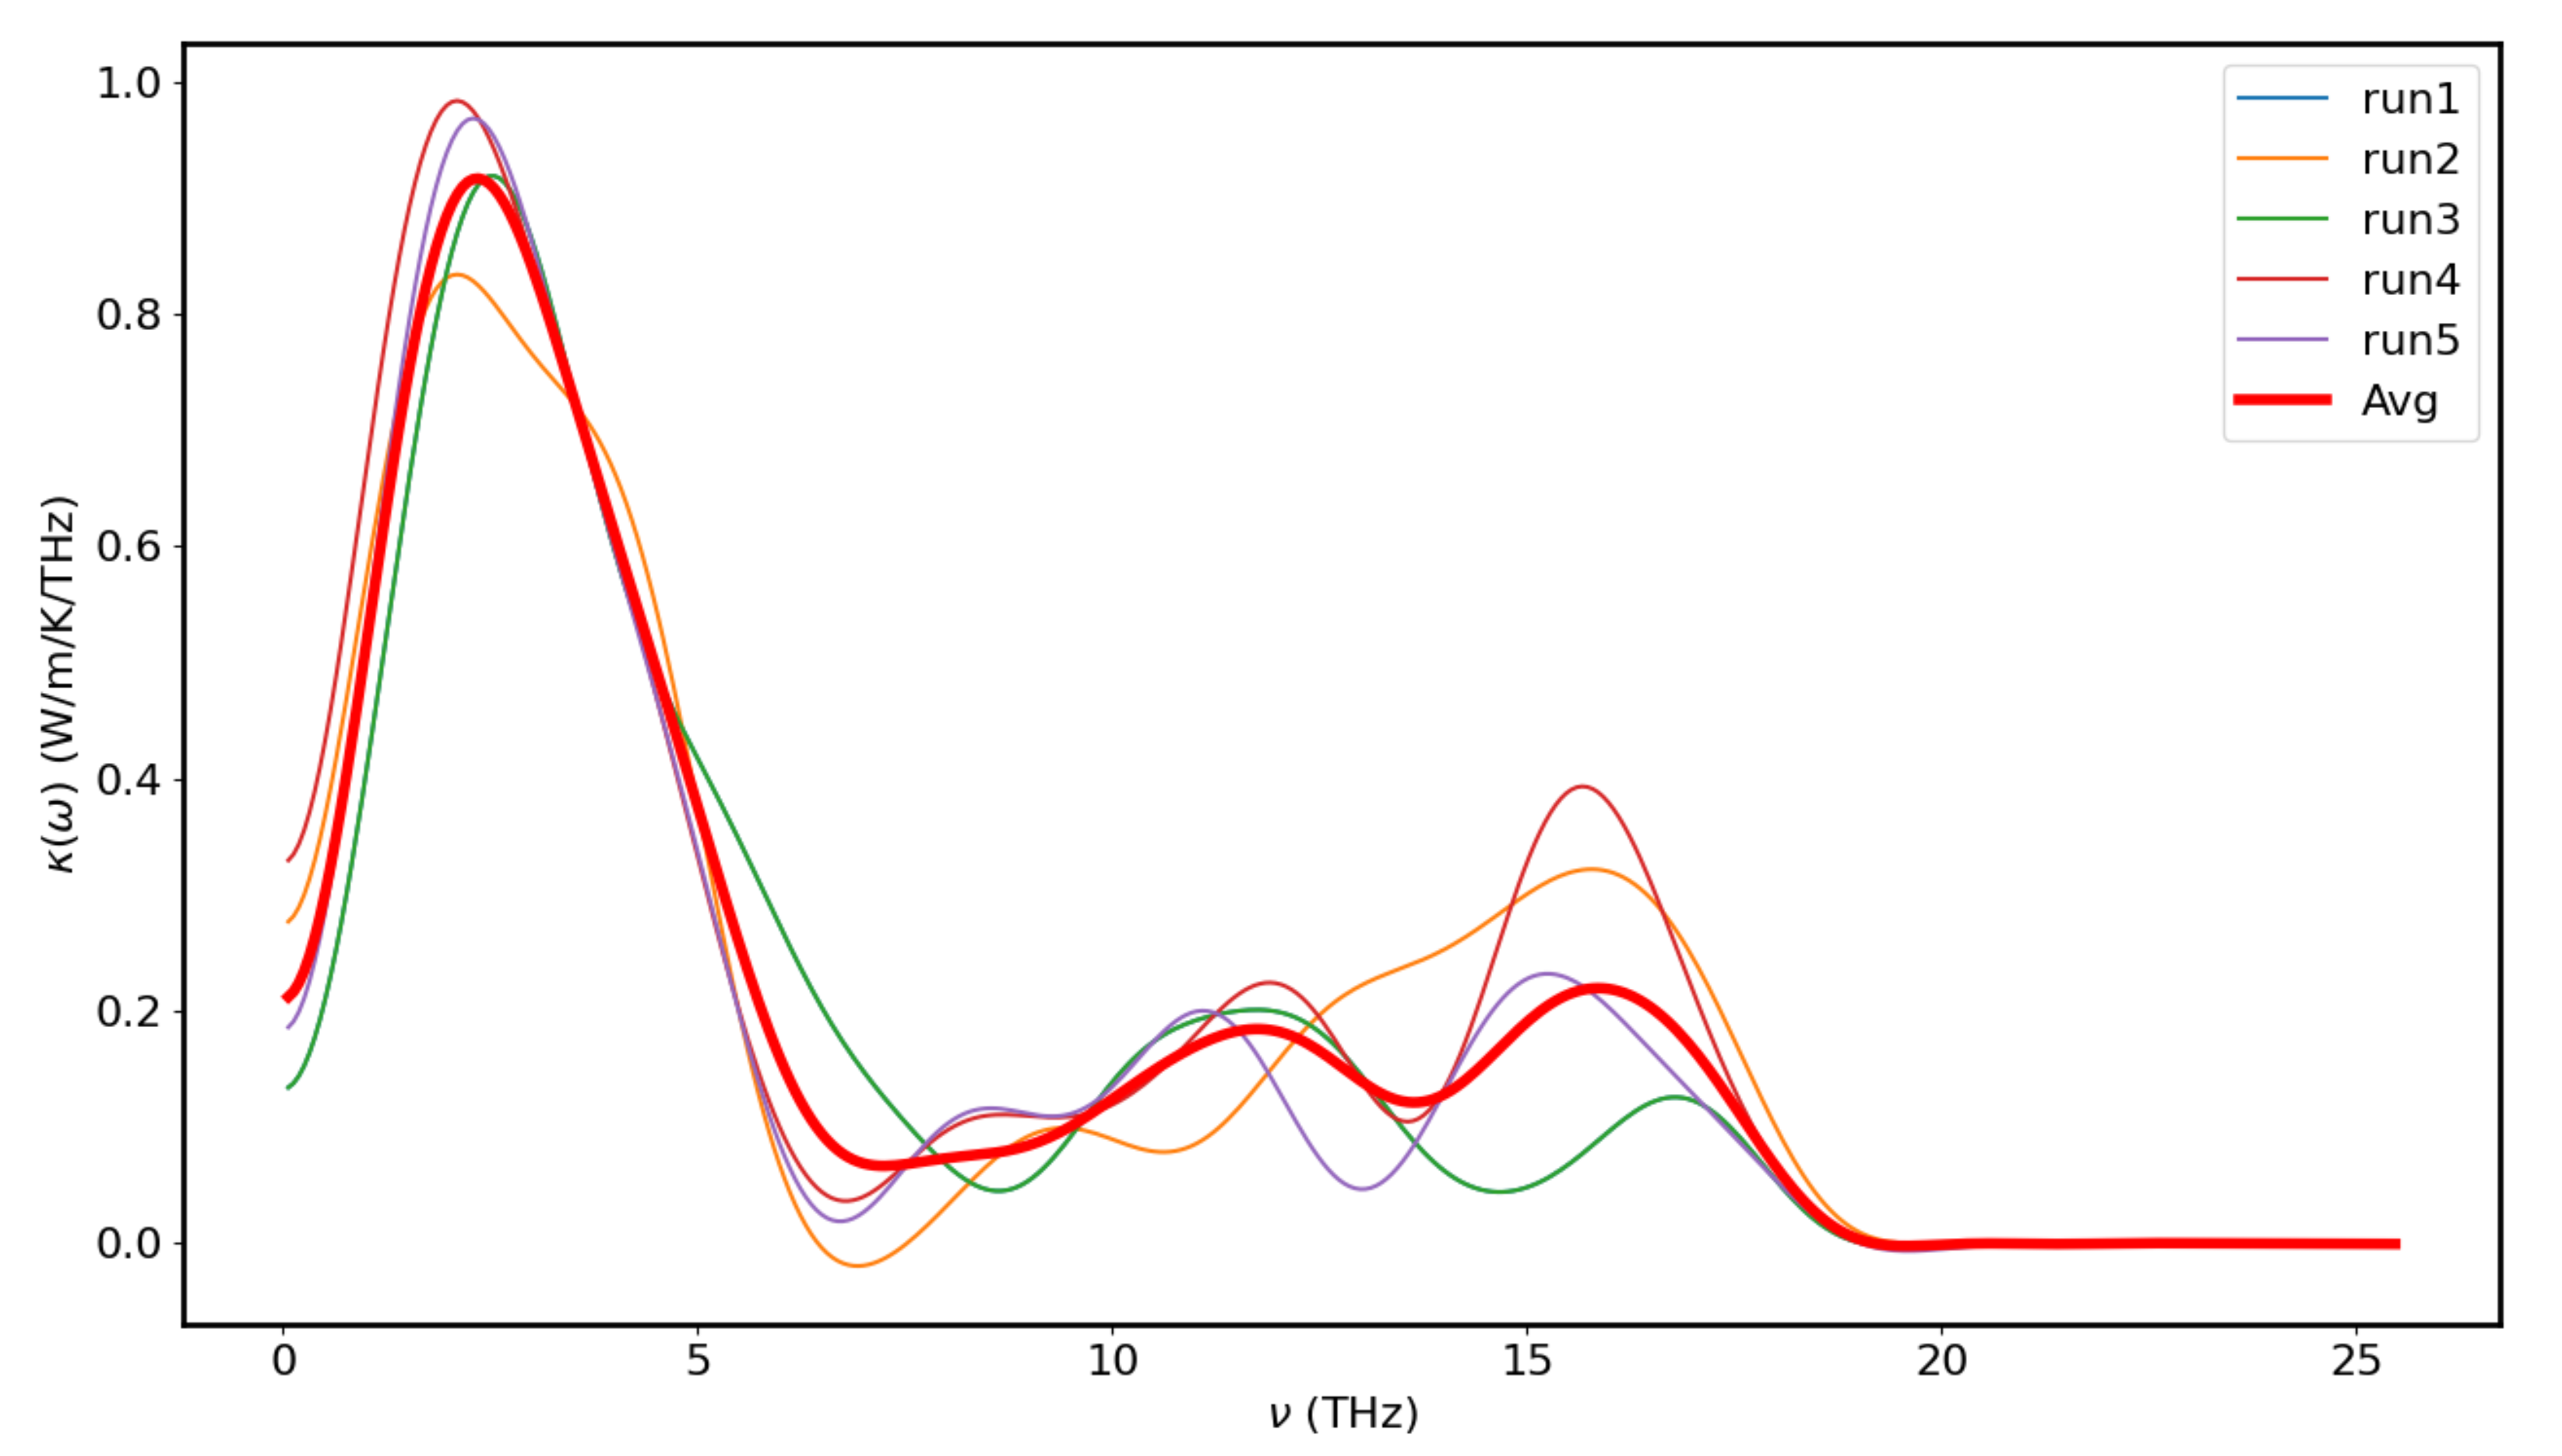 1.0
0.8
0.6
0.4
0.2
0.0
κ(ω) (W/m/K/THz)
0 5 10 15 20 25
ν (THz)
run1
run2
run3
run4
run5
Avg